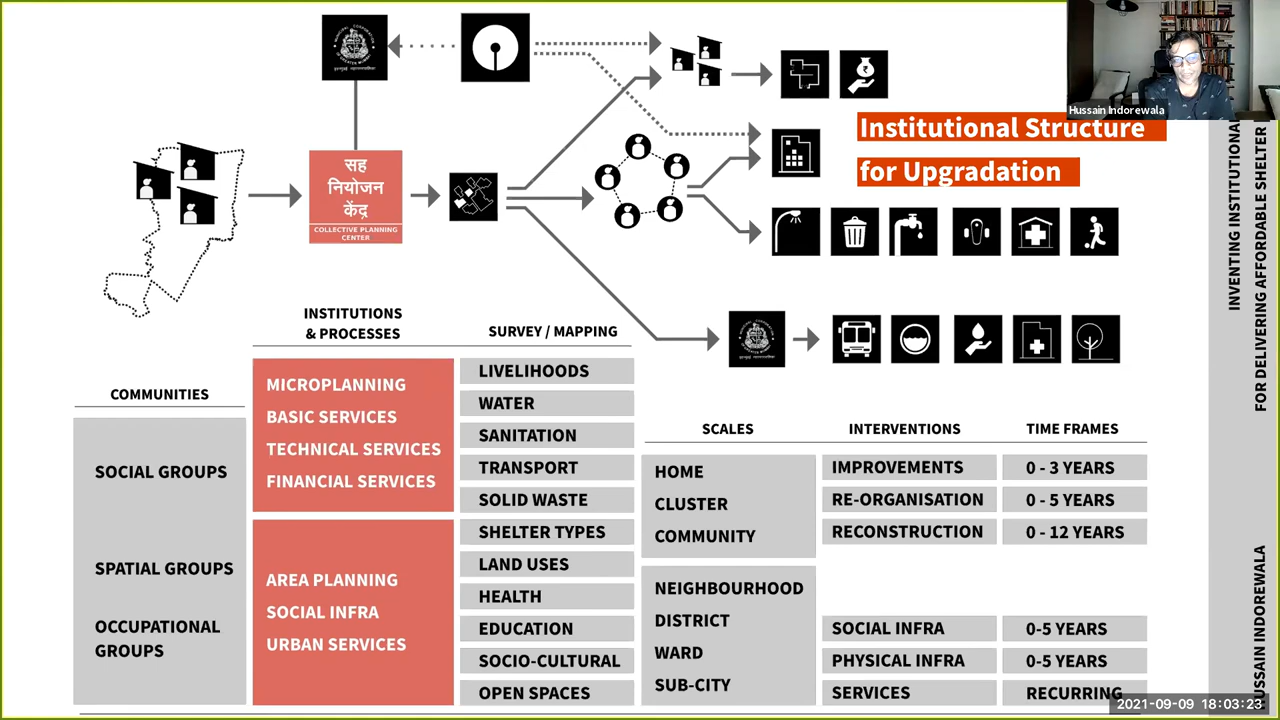 Hussain Indorewala
Institutional Structure
for Upgradation
सह
नियोजन
केंद्र
COLLECTIVE PLANNING
CENTER
INVENTING INSTITUTIONAL
FOR DELIVERING AFFORDABLE SHELTER
HUSSAIN INDOREWALA
COMMUNITIES
SOCIAL GROUPS
SPATIAL GROUPS
OCCUPATIONAL
GROUPS
INSTITUTIONS
& PROCESSES
MICROPLANNING
BASIC SERVICES
TECHNICAL SERVICES
FINANCIAL SERVICES
AREA PLANNING
SOCIAL INFRA
URBAN SERVICES
SURVEY / MAPPING
LIVELIHOODS
WATER
SANITATION
TRANSPORT
SOLID WASTE
SHELTER TYPES
LAND USES
HEALTH
EDUCATION
SOCIO-CULTURAL
OPEN SPACES
SCALES
HOME
CLUSTER
COMMUNITY
NEIGHBOURHOOD
DISTRICT
WARD
SUB-CITY
INTERVENTIONS
IMPROVEMENTS
RE-ORGANISATION
RECONSTRUCTION
SOCIAL INFRA
PHYSICAL INFRA
SERVICES
TIME FRAMES
0 - 3 YEARS
0 - 5 YEARS
0 - 12 YEARS
0-5 YEARS
0-5 YEARS
RECURRING
2021-09-09 18:03:23